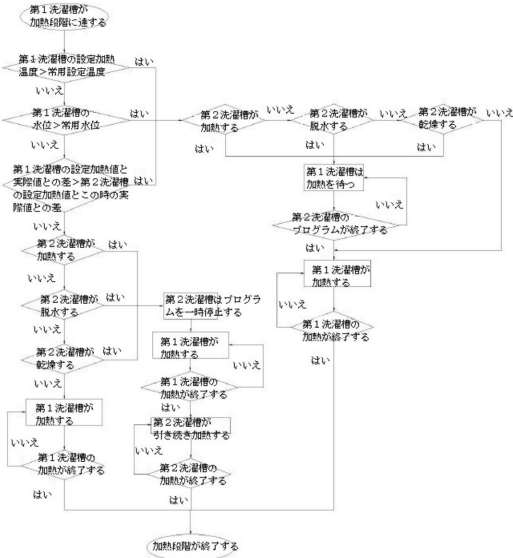 第1洗濯槽が
加熱段階に達する
第1洗濯槽の設定加熱
温度>常用設定温度
はい
いいえ
第1洗濯槽の
水位>常用水位
はい
いいえ
第2洗濯槽が
加熱する
いいえ
はい
第2洗濯槽が
脱水する
いいえ
はい
第2洗濯槽が
乾燥する
いいえ
はい
第1洗濯槽の設定加熱値と
実際値との差>第2洗濯槽
の設定加熱値とこの時の実
際値との差
はい
いいえ
第1洗濯槽は
加熱を待つ
いいえ
第2洗濯槽の
プログラムが終了する
はい
第2洗濯槽が
加熱する
はい
いいえ
第1洗濯槽が
加熱する
いいえ
第1洗濯槽の
加熱が終了する
はい
第2洗濯槽が
脱水する
はい
いいえ
第2洗濯槽はプログラ
ムを一時停止する
第2洗濯槽が
乾燥する
はい
いいえ
第1洗濯槽が
加熱する
いいえ
第1洗濯槽の
加熱が終了する
はい
第1洗濯槽が
加熱する
いいえ
第1洗濯槽の
加熱が終了する
はい
第2洗濯槽が
引き続き加熱する
いいえ
第2洗濯槽の
加熱が終了する
はい
加熱段階が終了する